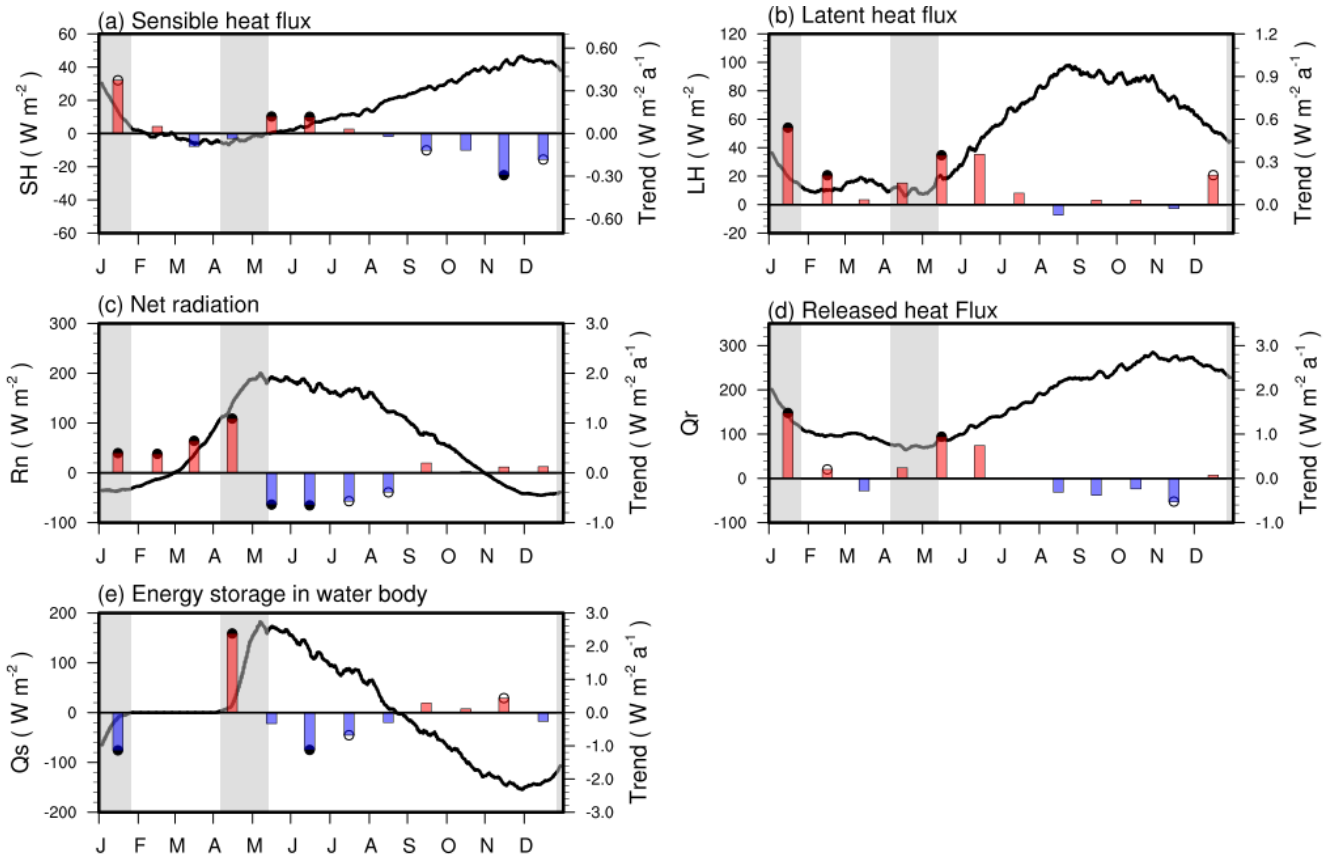 (a) Sensible heat flux
60
40
20
0
-20
-40
-60
SH ( W m-2 )
0.60
0.30
0.00
-0.30
-0.60
Trend ( W m-2 a-1 )
J F M A M J J A S O N D
(b) Latent heat flux
120
100
80
60
40
20
0
-20
LH ( W m-2 )
1.2
0.9
0.6
0.3
0.0
Trend ( W m-2 a-1 )
J F M A M J J A S O N D
(c) Net radiation
300
200
100
0
-100
Rn ( W m-2 )
3.0
2.0
1.0
0.0
-1.0
Trend ( W m-2 a-1 )
J F M A M J J A S O N D
(d) Released heat Flux
300
200
100
0
-100
Qr
3.0
2.0
1.0
0.0
-1.0
Trend ( W m-2 a-1 )
J F M A M J J A S O N D
(e) Energy storage in water body
200
100
0
-100
-200
Qs ( W m-2 )
3.0
2.0
1.0
0.0
-1.0
-2.0
-3.0
Trend ( W m-2 a-1 )
J F M A M J J A S O N D